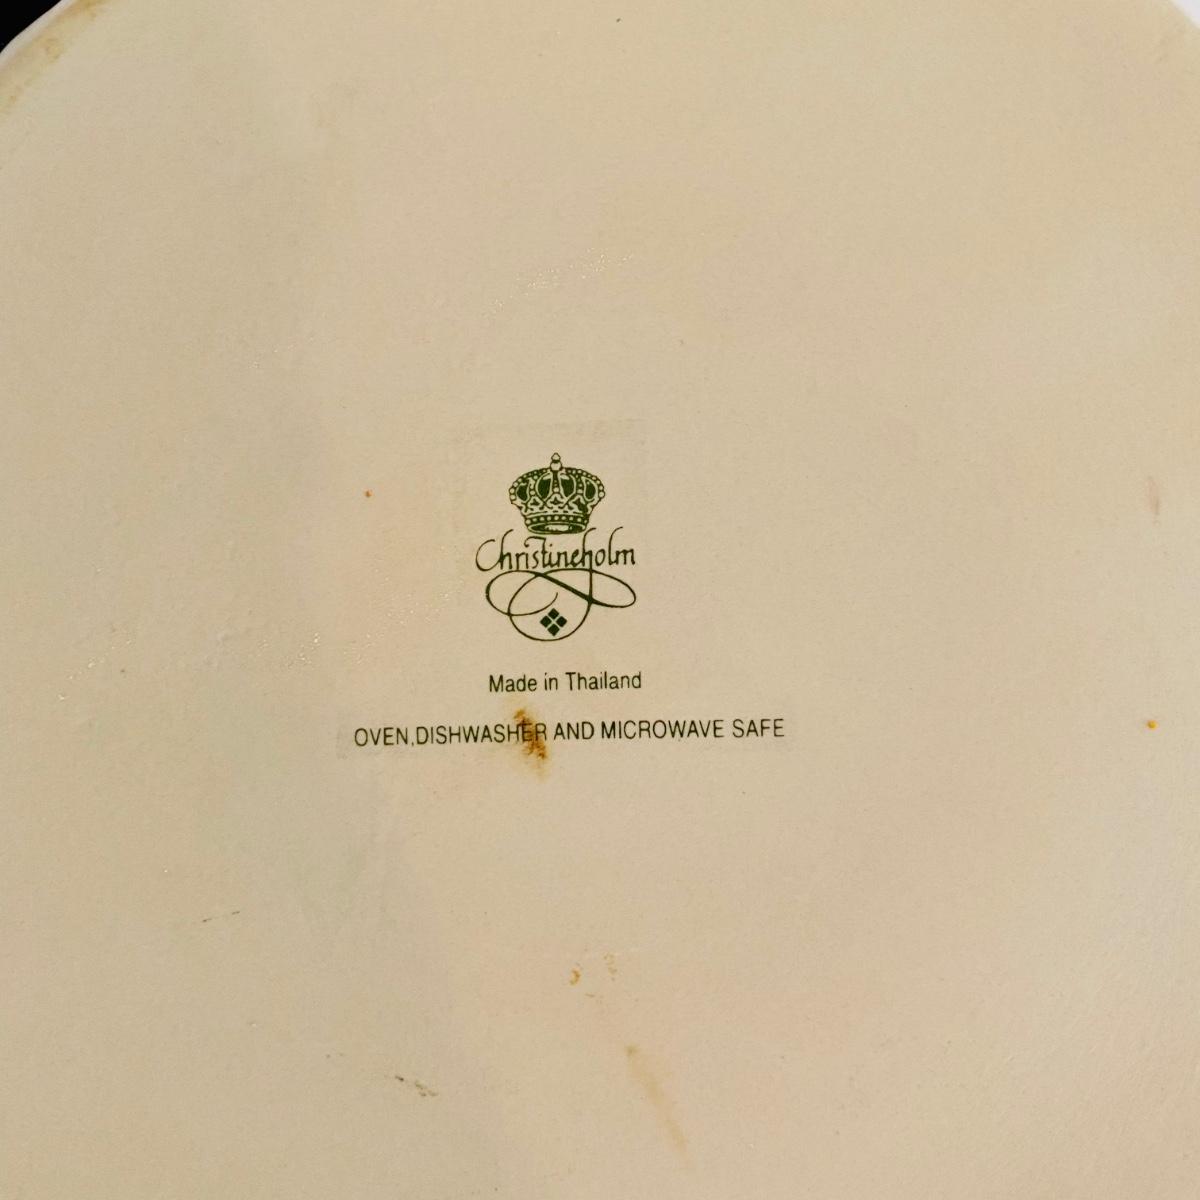 Christineholm
Made in Thailand
OVEN,DISHWASHER AND MICROWAVE SAFE